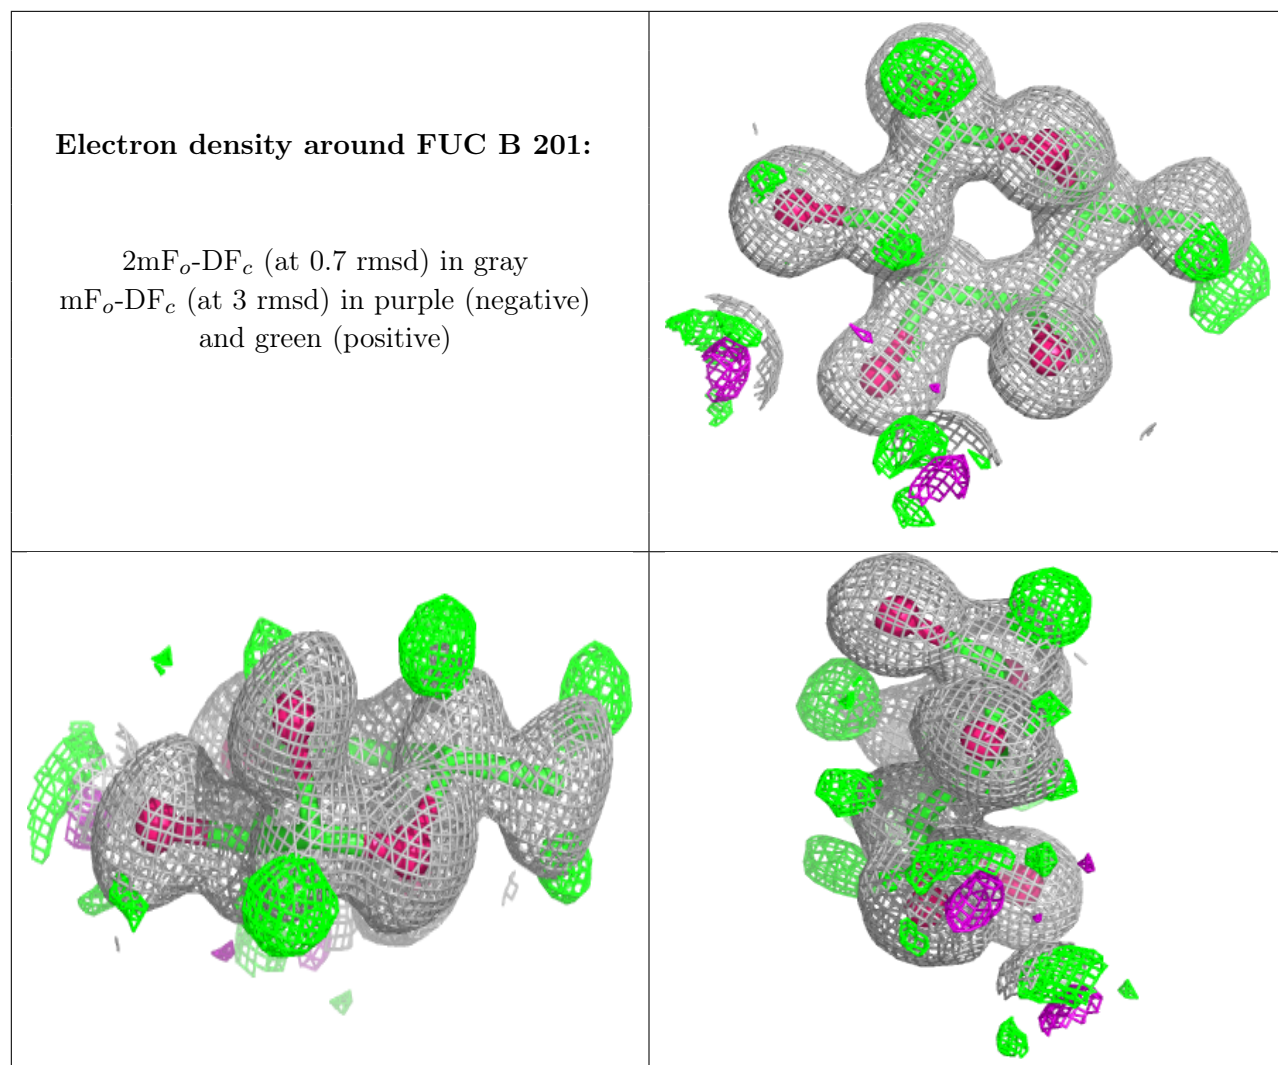 Electron density around FUC B 201:
2mFo-DFc (at 0.7 rmsd) in gray
mFo-DFc (at 3 rmsd) in purple (negative)
and green (positive)